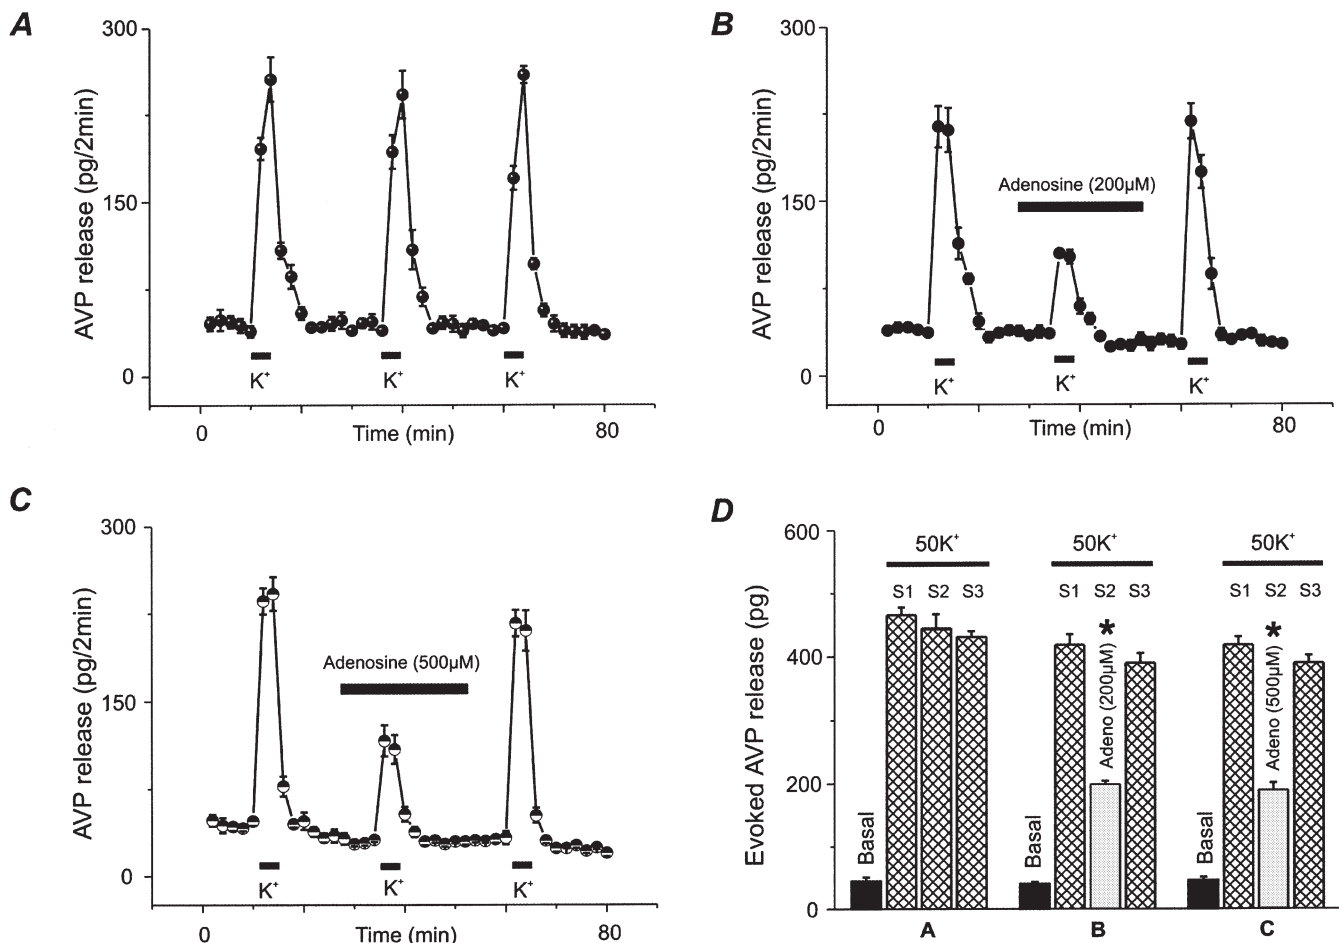 A
300
150
0
AVP release (pg/2min)
K+
K+
K+
0
Time (min)
80
B
300
150
0
AVP release (pg/2min)
Adenosine (200µM)
K+
K+
K+
0
Time (min)
80
C
300
150
0
AVP release (pg/2min)
Adenosine (500µM)
K+
K+
K+
0
Time (min)
80
D
600
400
200
0
Evoked AVP release (pg)
50K+
50K+
50K+
S1 S2 S3
S1 S2 S3
S1 S2 S3
*
*
Basal
Basal
Adeno (200µM)
Basal
Adeno (500µM)
A
B
C